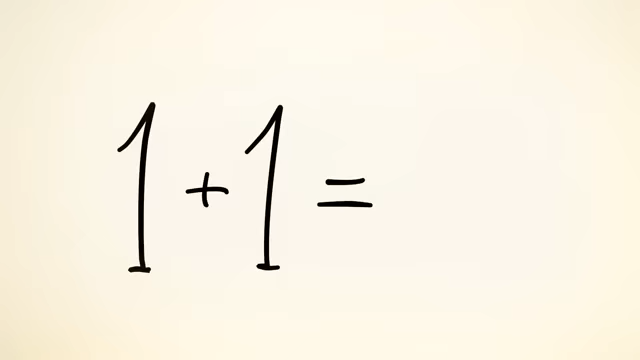 1 + 1 =